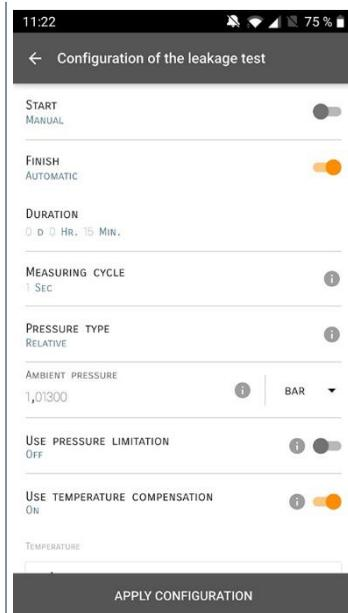 11:22
75 %
Configuration of the leakage test
START
MANUAL
FINISH
AUTOMATIC
DURATION
0 D 0 HR. 15 MIN.
MEASURING CYCLE
1 SEC
PRESSURE TYPE
RELATIVE
AMBIENT PRESSURE
1,01300
BAR
USE PRESSURE LIMITATION
OFF
USE TEMPERATURE COMPENSATION
ON
TEMPERATURE
APPLY CONFIGURATION